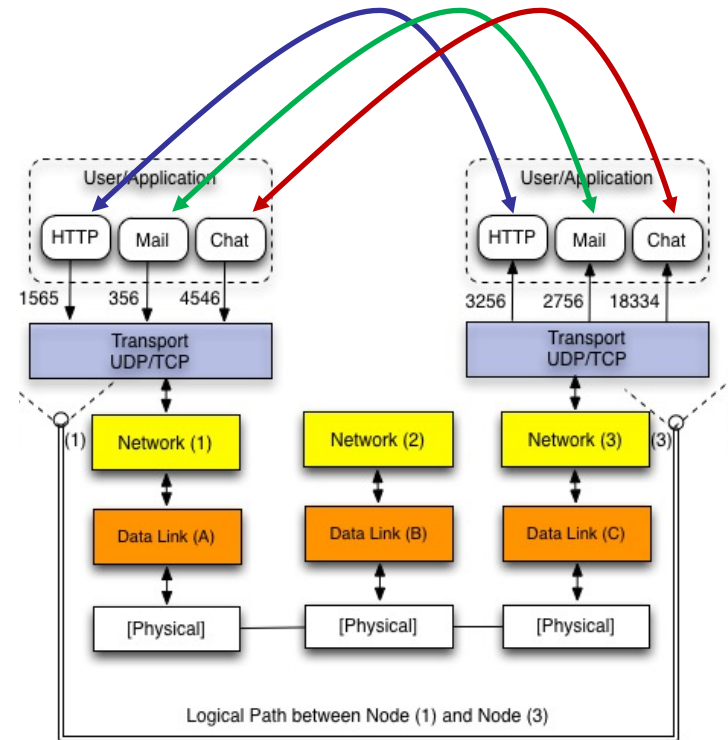 User/Application
User/Application
HTTP
Mail
Chat
HTTP
Mail
Chat
1565
356
4546
3256
2756
18334
Transport
UDP/TCP
Transport
UDP/TCP
(1)
Network (1)
Network (2)
Network (3)
(3)
Data Link (A)
Data Link (B)
Data Link (C)
[Physical]
[Physical]
[Physical]
Logical Path between Node (1) and Node (3)